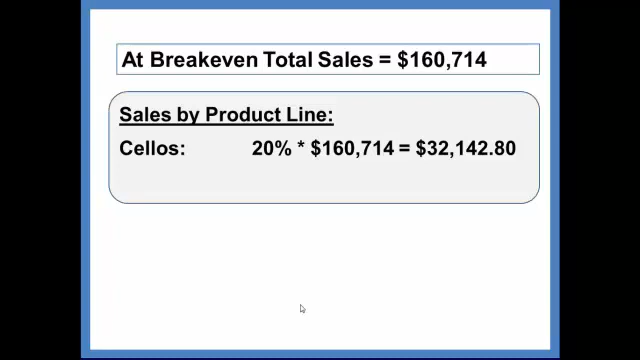 At Breakeven Total Sales = $160,714
Sales by Product Line:
Cellos: 20% * $160,714 = $32,142.80